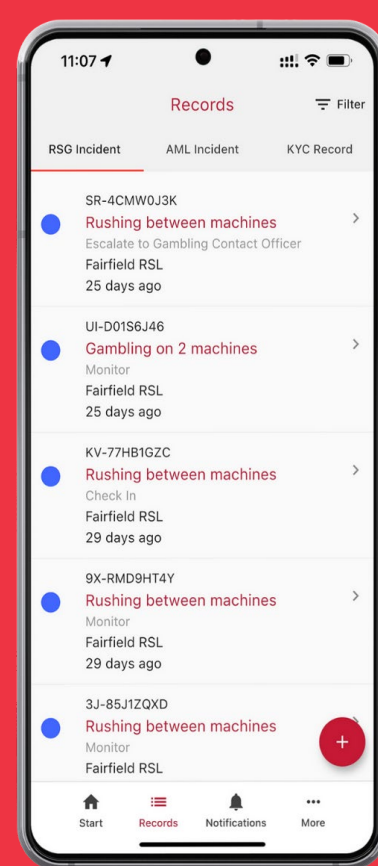 11:07
Records
Filter
RSG Incident AML Incident KYC Record
SR-4CMW0J3K
Rushing between machines
Escalate to Gambling Contact Officer
Fairfield RSL
25 days ago
UI-D01S6J46
Gambling on 2 machines
Monitor
Fairfield RSL
25 days ago
KV-77HB1GZC
Rushing between machines
Check In
Fairfield RSL
29 days ago
9X-RMD9HT4Y
Rushing between machines
Monitor
Fairfield RSL
29 days ago
3J-85J1ZQXD
Rushing between machines
Monitor
Fairfield RSL
Start Records Notifications More